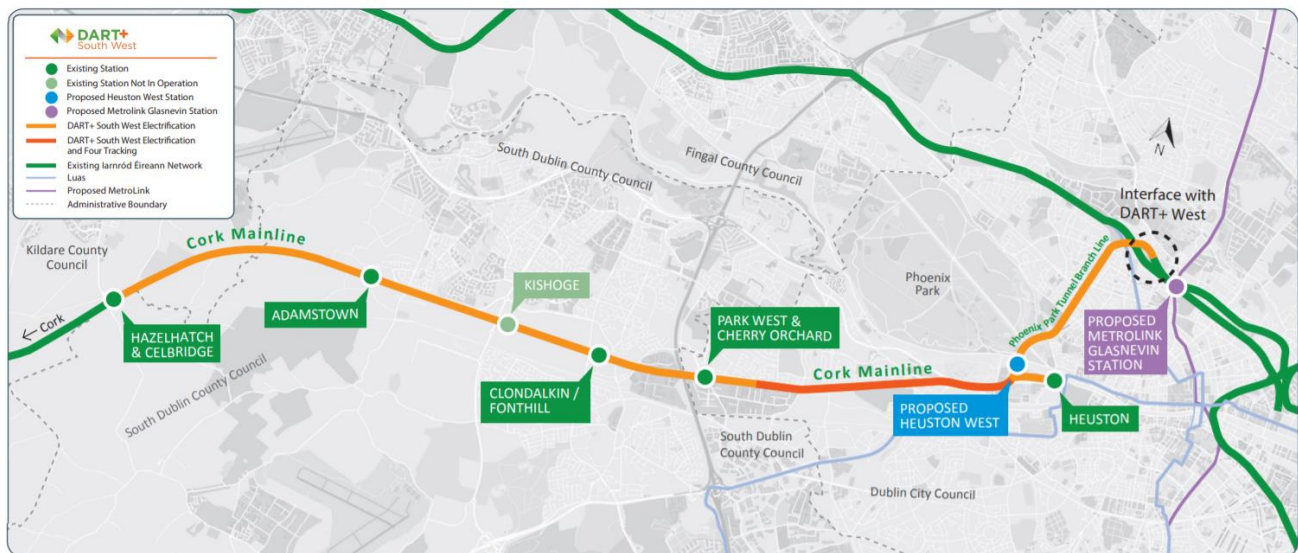 DART+
South West
Existing Station
Existing Station Not In Operation
Proposed Heuston West Station
Proposed Metrolink Glasnevin Station
DART+ South West Electrification
DART+ South West Electrification
and Four Tracking
Existing Iarnród Éireann Network
Luas
Proposed MetroLink
Administrative Boundary
Kildare County
Council
Cork Mainline
← Cork
HAZELHATCH
& CELBRIDGE
ADAMSTOWN
South Dublin County Council
KISHOGE
CLONDALKIN /
FONTHILL
South Dublin County Council
Fingal County Council
PARK WEST &
CHERRY ORCHARD
Cork Mainline
South Dublin
County Council
Dublin City Council
Phoenix
Park
Phoenix Park Tunnel Branch Line
PROPOSED
HEUSTON WEST
HEUSTON
N
Interface with
DART+ West
PROPOSED
METROLINK
GLASNEVIN
STATION